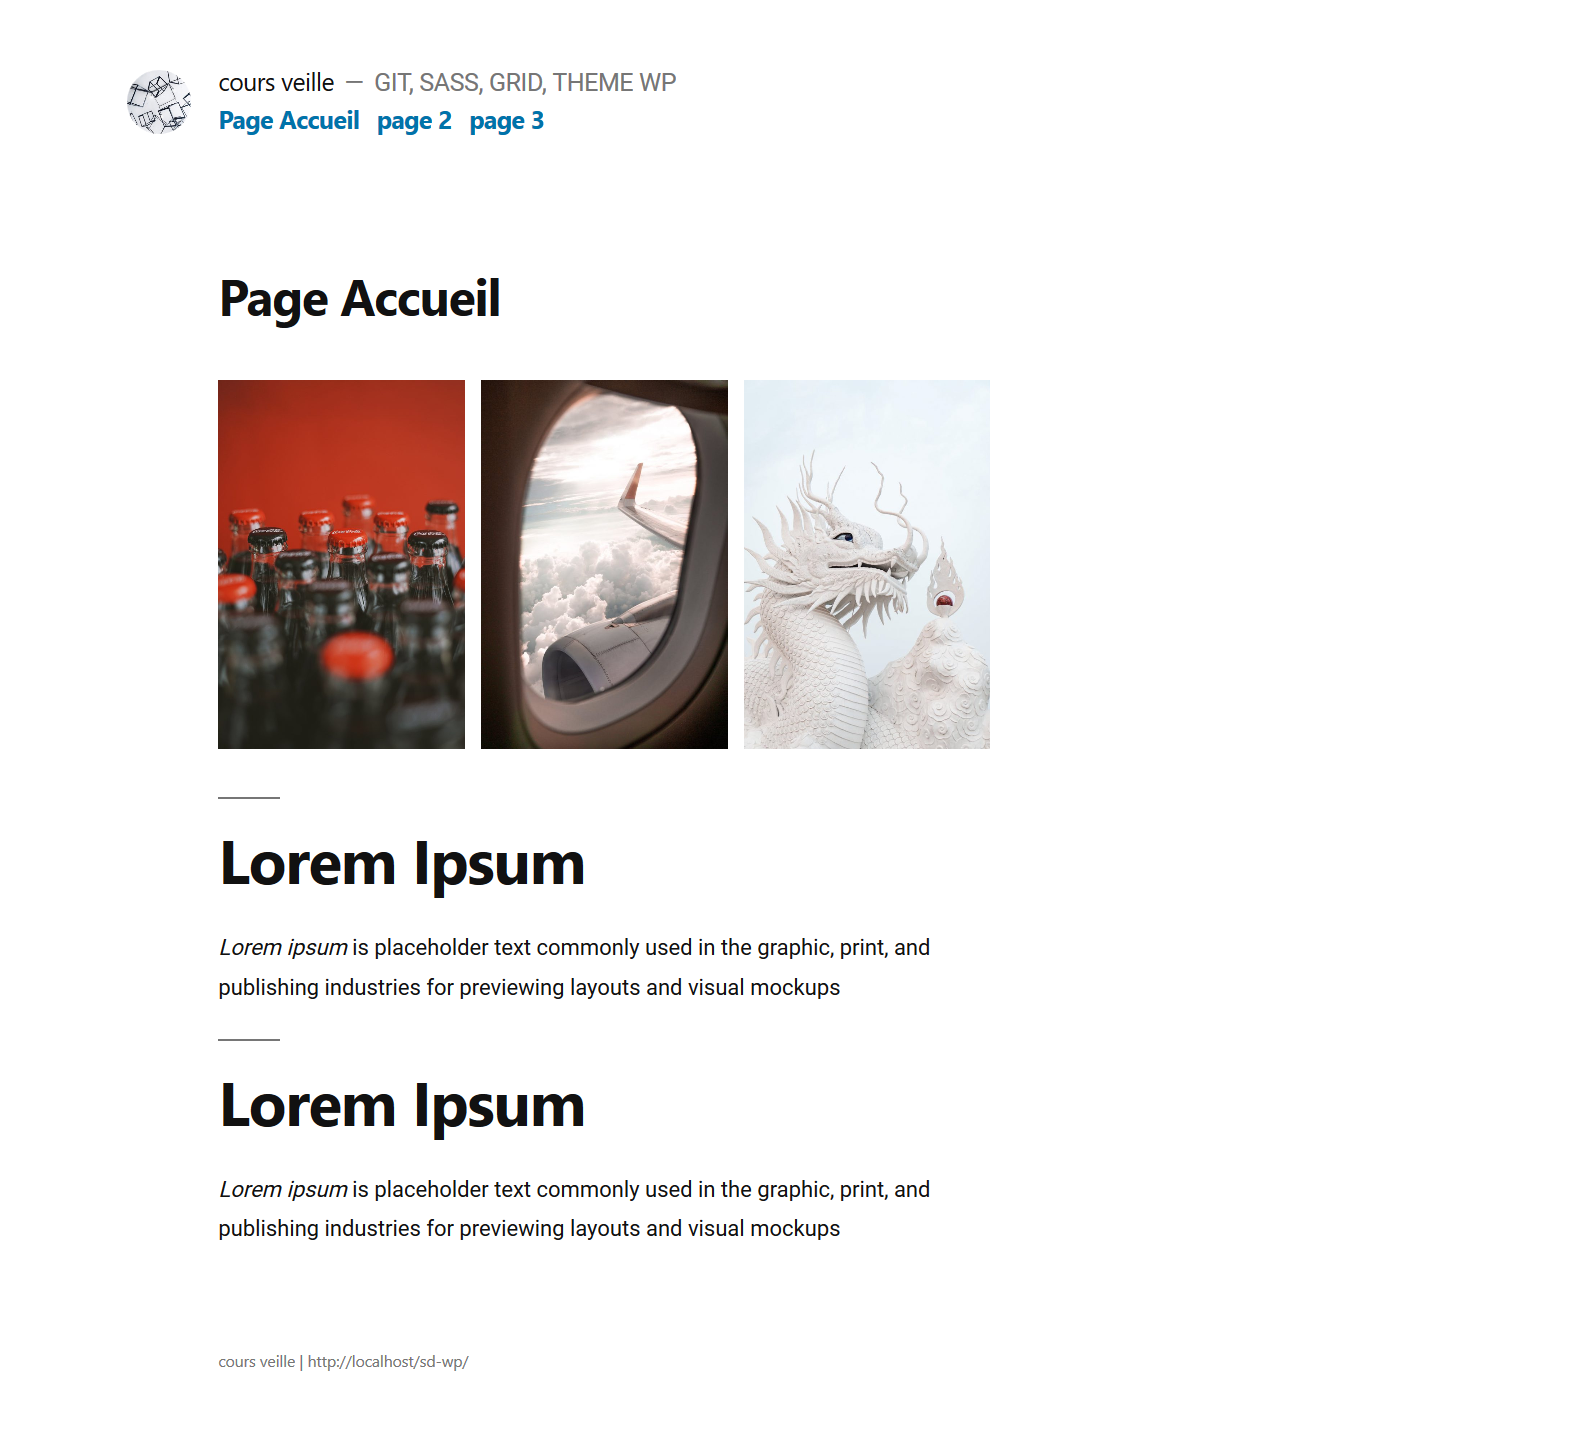 cours veille — GIT, SASS, GRID, THEME WP
Page Accueil page 2 page 3
Page Accueil
Lorem Ipsum
Lorem ipsum is placeholder text commonly used in the graphic, print, and
publishing industries for previewing layouts and visual mockups
Lorem Ipsum
Lorem ipsum is placeholder text commonly used in the graphic, print, and
publishing industries for previewing layouts and visual mockups
cours veille | http://localhost/sd-wp/